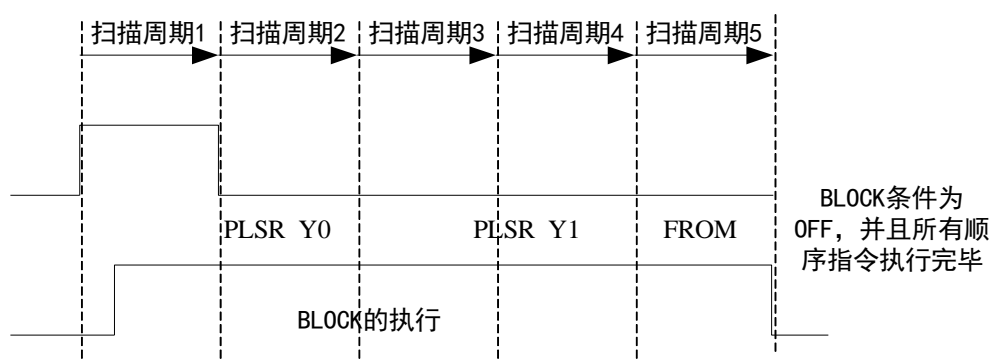 扫描周期1 扫描周期2 扫描周期3 扫描周期4 扫描周期5
PLSR Y0 PLSR Y1 FROM
BLOCK条件为
OFF，并且所有顺
序指令执行完毕
BLOCK的执行